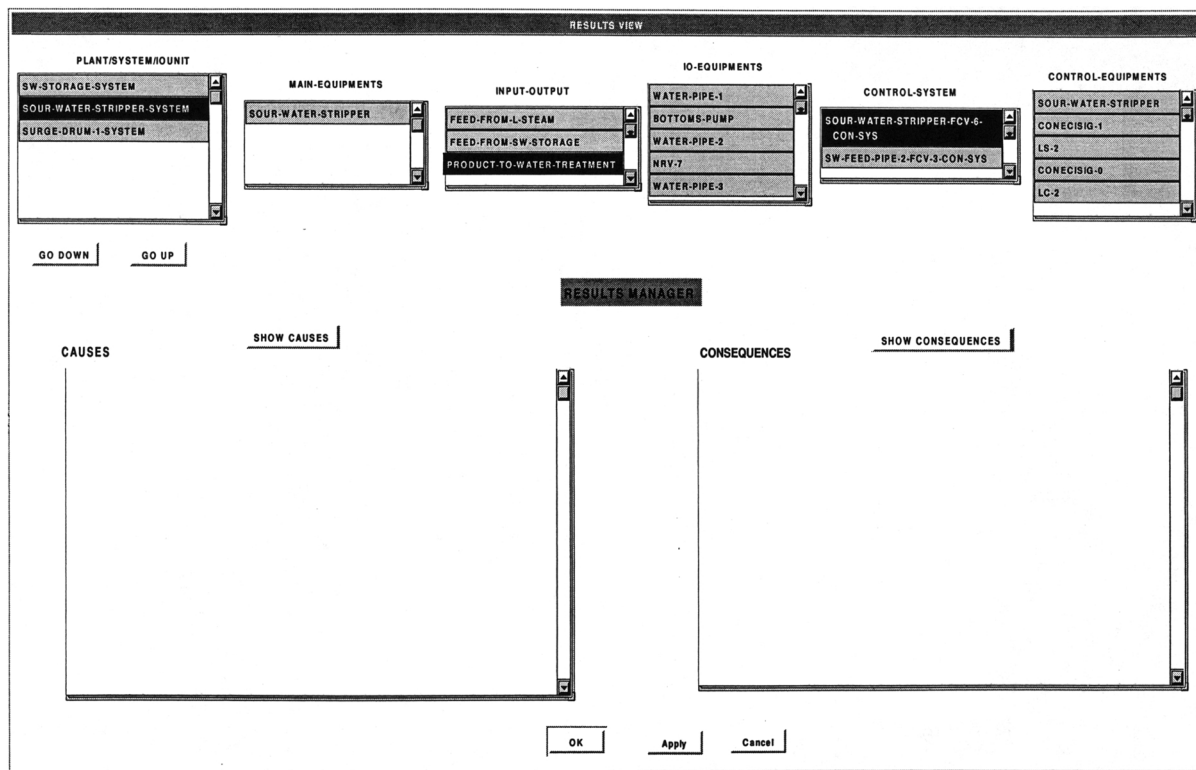 RESULTS VIEW
PLANT/SYSTEM/IOUNIT
SW-STORAGE-SYSTEM
SOUR-WATER-STRIPPER-SYSTEM
SURGE-DRUM-1-SYSTEM
MAIN-EQUIPMENTS
SOUR-WATER-STRIPPER
INPUT-OUTPUT
FEED-FROM-L-STEAM
FEED-FROM-SW-STORAGE
PRODUCT-TO-WATER-TREATMENT
IO-EQUIPMENTS
WATER-PIPE-1
BOTTOMS-PUMP
WATER-PIPE-2
NRV-7
WATER-PIPE-3
CONTROL-SYSTEM
SOUR-WATER-STRIPPER-FCV-6-
CON-SYS
SW-FEED-PIPE-2-FCV-3-CON-SYS
CONTROL-EQUIPMENTS
SOUR-WATER-STRIPPER
CONECISIG-1
LS-2
CONECISIG-0
LC-2
GO DOWN
GO UP
RESULTS MANAGER
CAUSES
SHOW CAUSES
CONSEQUENCES
SHOW CONSEQUENCES
OK
Apply
Cancel